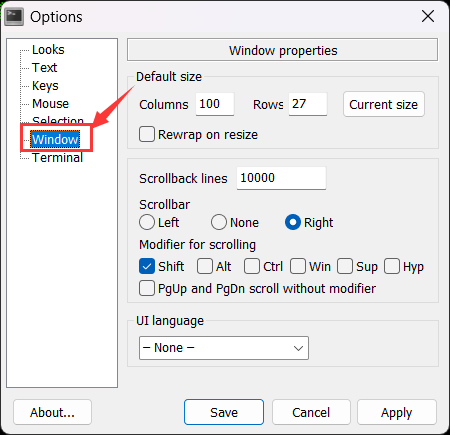 Options
Looks
Text
Keys
Mouse
Selection
Window
Terminal
Window properties
Default size
Columns 100 Rows 27 Current size
Rewrap on resize
Scrollback lines 10000
Scrollbar
Left None Right
Modifier for scrolling
Shift Alt Ctrl Win Sup Hyp
PgUp and PgDn scroll without modifier
UI language
– None –
About... Save Cancel Apply